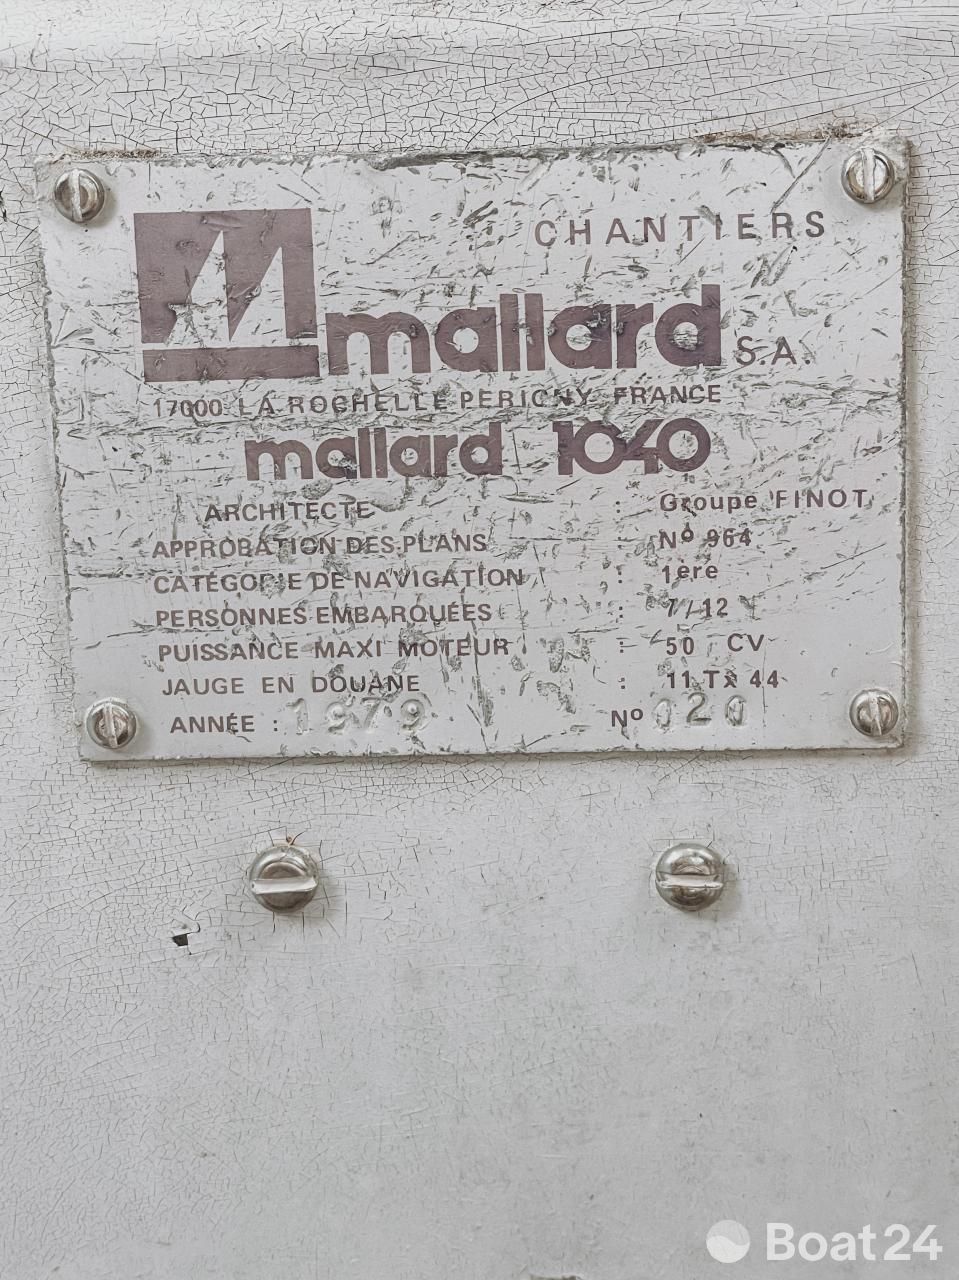 CHANTIERS
mallard S.A.
17000 LA ROCHELLE PERIGNY FRANCE
mallard 1040
ARCHITECTE : Groupe FINOT
APPROBATION DES PLANS : Nº 964
CATÉGORIE DE NAVIGATION : 1ère
PERSONNES EMBARQUÉES : 7/12
PUISSANCE MAXI MOTEUR : 50 CV
JAUGE EN DOUANE : 11 Tx 44
ANNÉE : 1979 Nº 020
Boat24